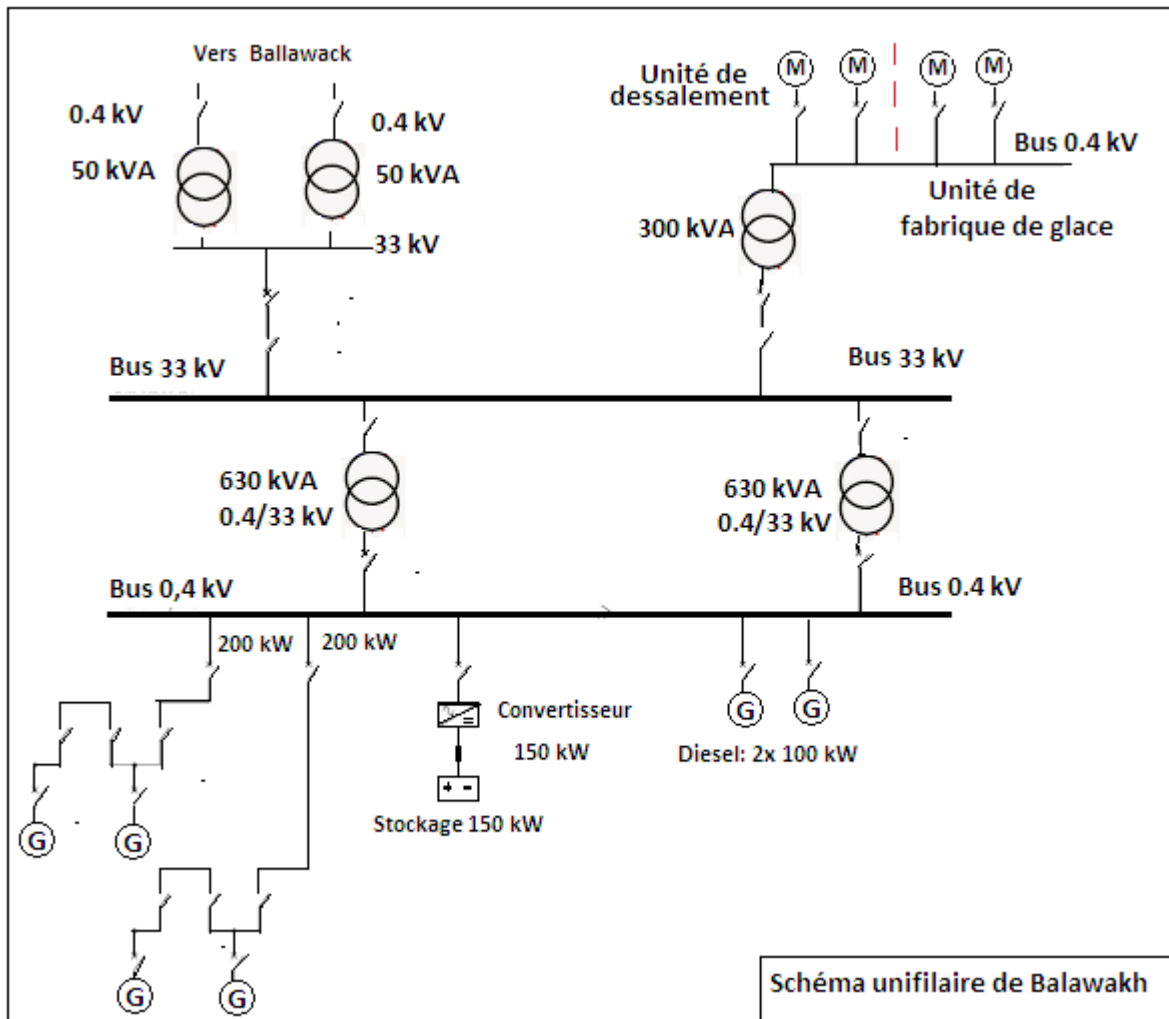 Vers Ballawack
0.4 kV
0.4 kV
50 kVA
50 kVA
33 kV
Unité de
dessalement
M
M
M
M
Bus 0.4 kV
Unité de
fabrique de glace
300 kVA
Bus 33 kV
Bus 33 kV
630 kVA
0.4/33 kV
630 kVA
0.4/33 kV
Bus 0,4 kV
Bus 0.4 kV
200 kW
200 kW
Convertisseur
150 kW
+ -
Stockage 150 kW
G
G
Diesel: 2x 100 kW
G
G
G
G
Schéma unifilaire de Balawakh